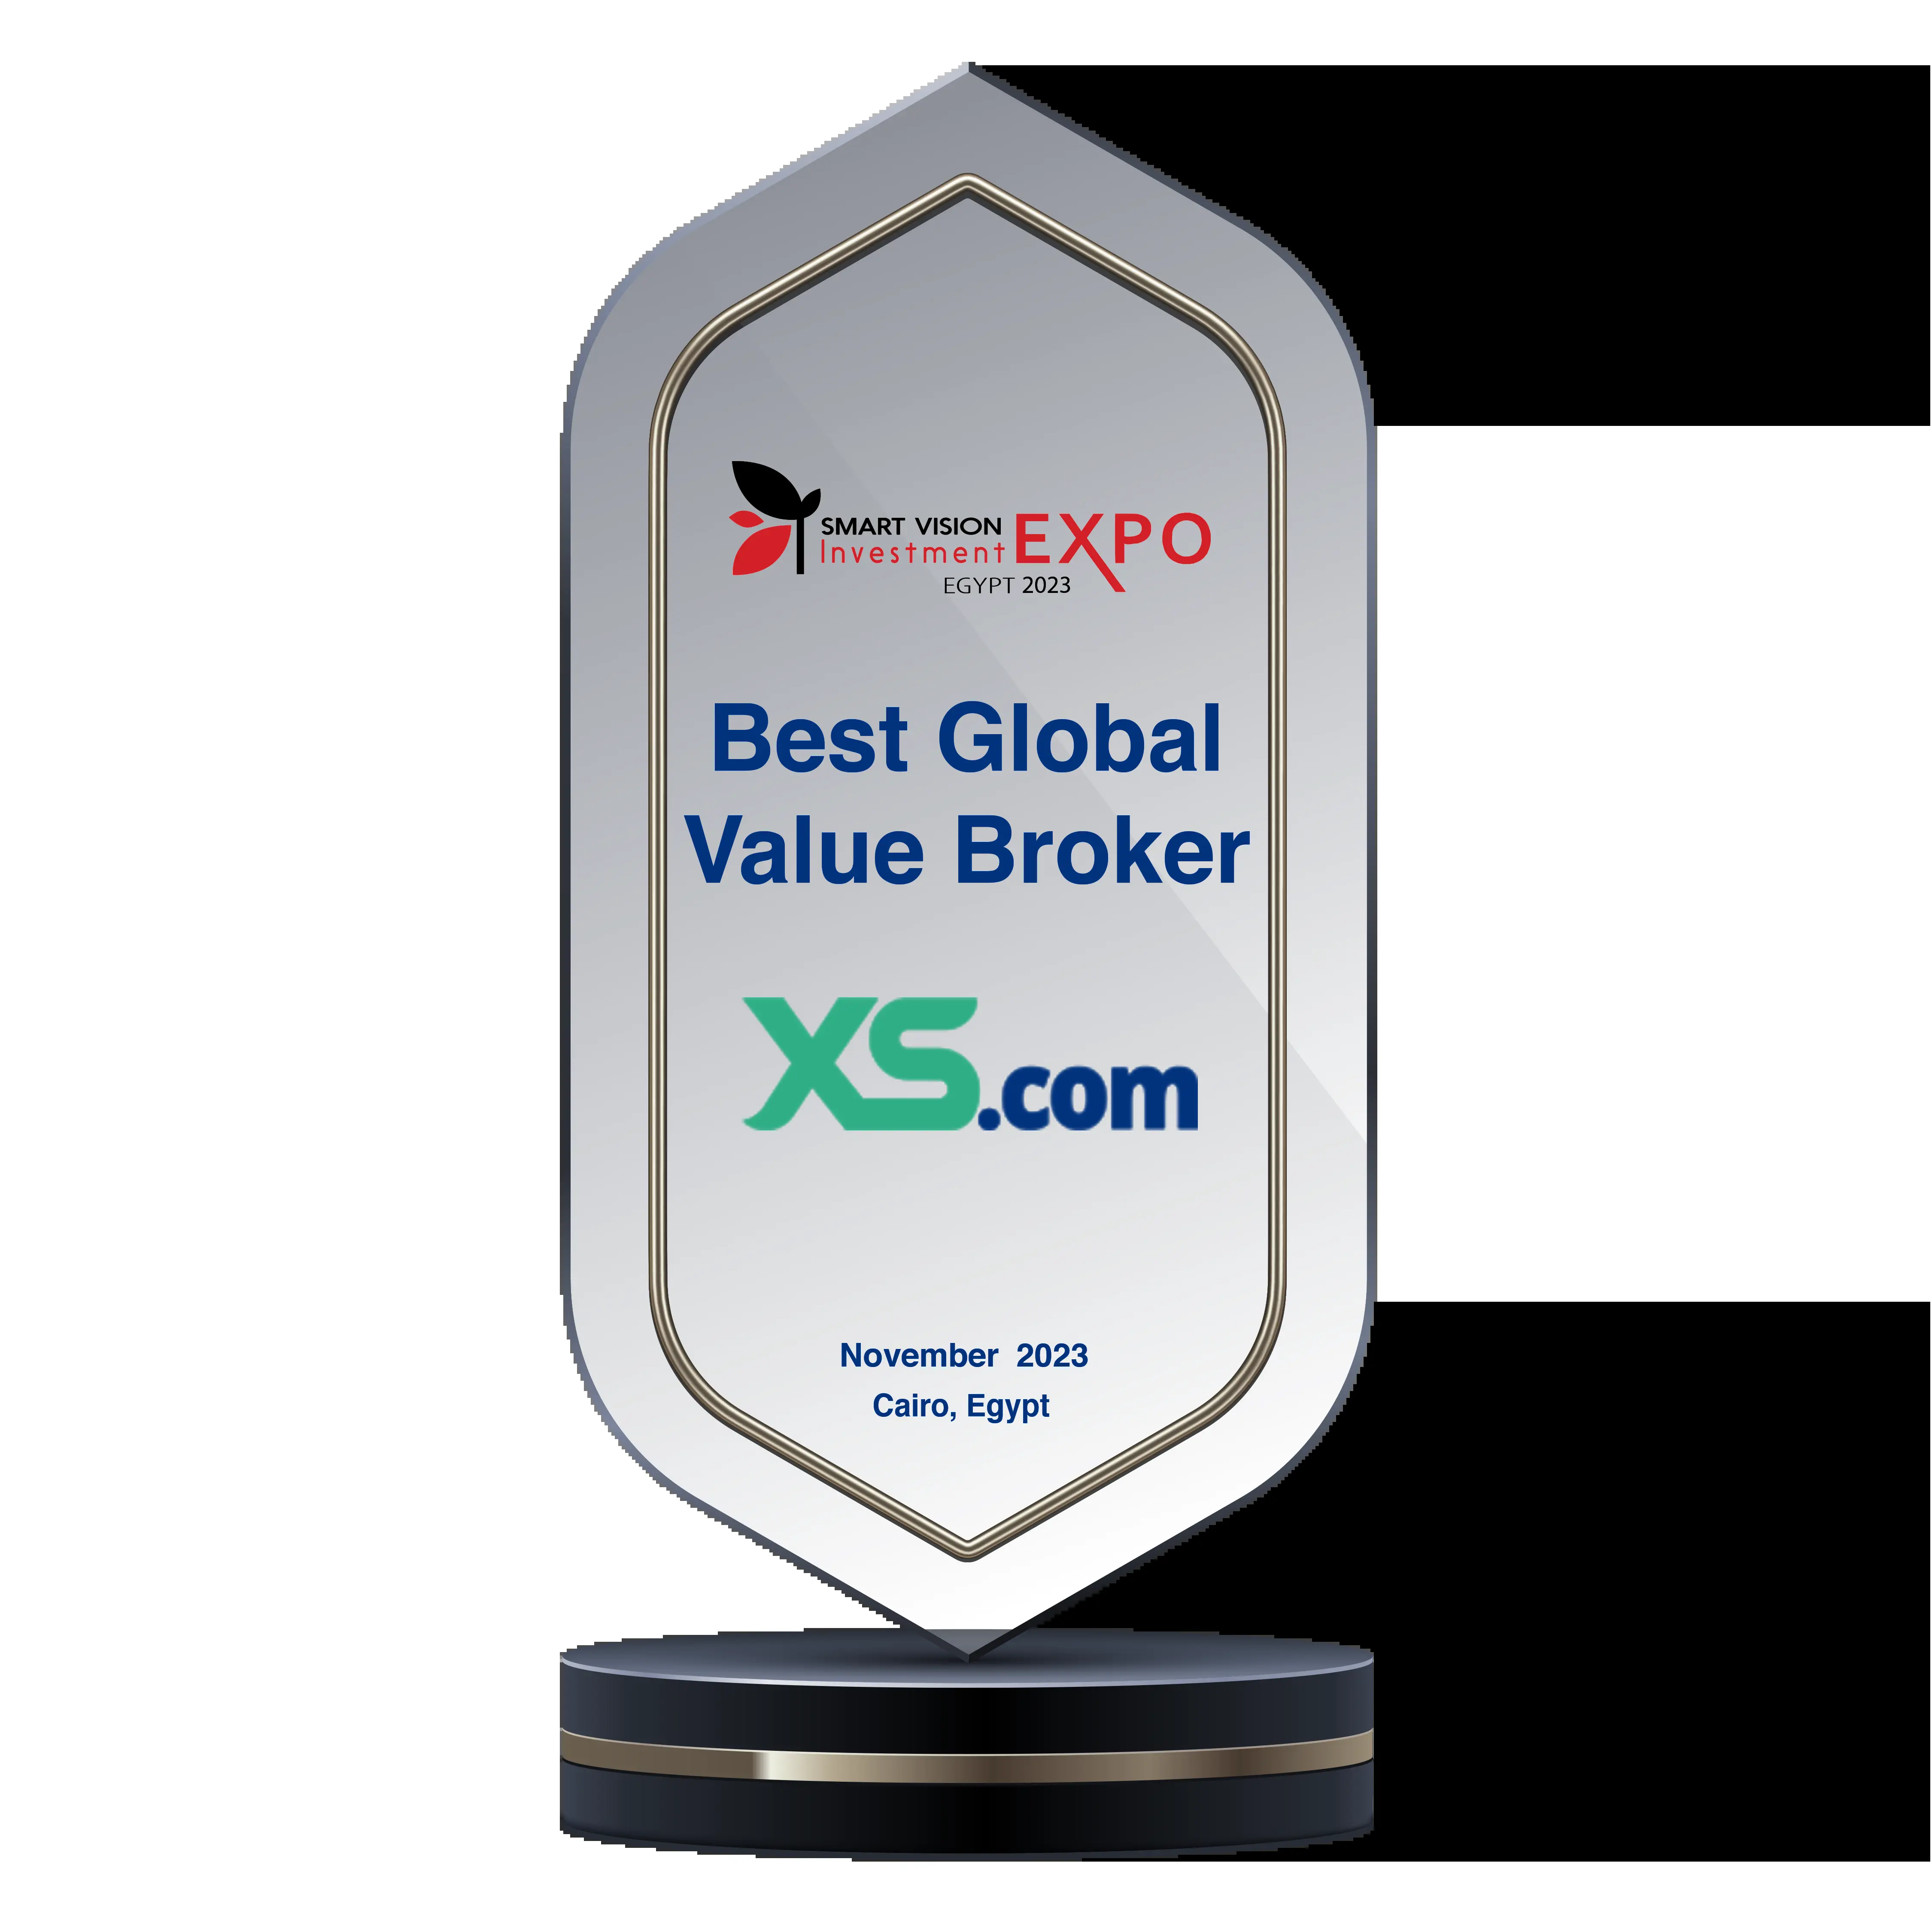 SMART VISION
Investment EXPO
EGYPT 2023
Best Global
Value Broker
XS.com
November 2023
Cairo, Egypt